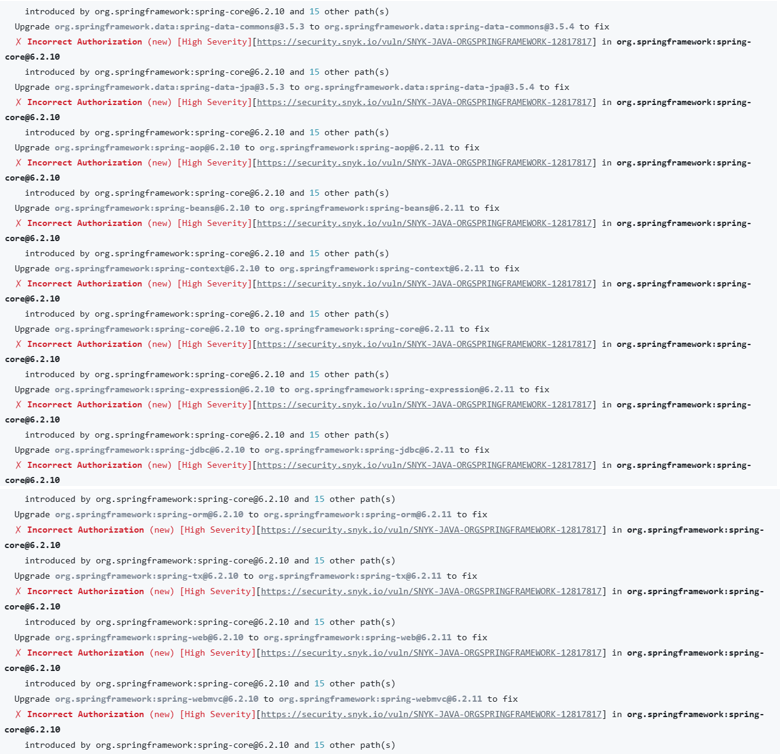 introduced by org.springframework:spring-core@6.2.10 and 15 other path(s)
Upgrade org.springframework.data:spring-data-commons@3.5.3 to org.springframework.data:spring-data-commons@3.5.4 to fix
✗ Incorrect Authorization (new) [High Severity][https://security.snyk.io/vuln/SNYK-JAVA-ORGSPRINGFRAMEWORK-12817817] in org.springframework:spring-
core@6.2.10
introduced by org.springframework:spring-core@6.2.10 and 15 other path(s)
Upgrade org.springframework.data:spring-data-jpa@3.5.3 to org.springframework.data:spring-data-jpa@3.5.4 to fix
✗ Incorrect Authorization (new) [High Severity][https://security.snyk.io/vuln/SNYK-JAVA-ORGSPRINGFRAMEWORK-12817817] in org.springframework:spring-
core@6.2.10
introduced by org.springframework:spring-core@6.2.10 and 15 other path(s)
Upgrade org.springframework:spring-aop@6.2.10 to org.springframework:spring-aop@6.2.11 to fix
✗ Incorrect Authorization (new) [High Severity][https://security.snyk.io/vuln/SNYK-JAVA-ORGSPRINGFRAMEWORK-12817817] in org.springframework:spring-
core@6.2.10
introduced by org.springframework:spring-core@6.2.10 and 15 other path(s)
Upgrade org.springframework:spring-beans@6.2.10 to org.springframework:spring-beans@6.2.11 to fix
✗ Incorrect Authorization (new) [High Severity][https://security.snyk.io/vuln/SNYK-JAVA-ORGSPRINGFRAMEWORK-12817817] in org.springframework:spring-
core@6.2.10
introduced by org.springframework:spring-core@6.2.10 and 15 other path(s)
Upgrade org.springframework:spring-context@6.2.10 to org.springframework:spring-context@6.2.11 to fix
✗ Incorrect Authorization (new) [High Severity][https://security.snyk.io/vuln/SNYK-JAVA-ORGSPRINGFRAMEWORK-12817817] in org.springframework:spring-
core@6.2.10
introduced by org.springframework:spring-core@6.2.10 and 15 other path(s)
Upgrade org.springframework:spring-core@6.2.10 to org.springframework:spring-core@6.2.11 to fix
✗ Incorrect Authorization (new) [High Severity][https://security.snyk.io/vuln/SNYK-JAVA-ORGSPRINGFRAMEWORK-12817817] in org.springframework:spring-
core@6.2.10
introduced by org.springframework:spring-core@6.2.10 and 15 other path(s)
Upgrade org.springframework:spring-expression@6.2.10 to org.springframework:spring-expression@6.2.11 to fix
✗ Incorrect Authorization (new) [High Severity][https://security.snyk.io/vuln/SNYK-JAVA-ORGSPRINGFRAMEWORK-12817817] in org.springframework:spring-
core@6.2.10
introduced by org.springframework:spring-core@6.2.10 and 15 other path(s)
Upgrade org.springframework:spring-jdbc@6.2.10 to org.springframework:spring-jdbc@6.2.11 to fix
✗ Incorrect Authorization (new) [High Severity][https://security.snyk.io/vuln/SNYK-JAVA-ORGSPRINGFRAMEWORK-12817817] in org.springframework:spring-
core@6.2.10
introduced by org.springframework:spring-core@6.2.10 and 15 other path(s)
Upgrade org.springframework:spring-orm@6.2.10 to org.springframework:spring-orm@6.2.11 to fix
✗ Incorrect Authorization (new) [High Severity][https://security.snyk.io/vuln/SNYK-JAVA-ORGSPRINGFRAMEWORK-12817817] in org.springframework:spring-
core@6.2.10
introduced by org.springframework:spring-core@6.2.10 and 15 other path(s)
Upgrade org.springframework:spring-tx@6.2.10 to org.springframework:spring-tx@6.2.11 to fix
✗ Incorrect Authorization (new) [High Severity][https://security.snyk.io/vuln/SNYK-JAVA-ORGSPRINGFRAMEWORK-12817817] in org.springframework:spring-
core@6.2.10
introduced by org.springframework:spring-core@6.2.10 and 15 other path(s)
Upgrade org.springframework:spring-web@6.2.10 to org.springframework:spring-web@6.2.11 to fix
✗ Incorrect Authorization (new) [High Severity][https://security.snyk.io/vuln/SNYK-JAVA-ORGSPRINGFRAMEWORK-12817817] in org.springframework:spring-
core@6.2.10
introduced by org.springframework:spring-core@6.2.10 and 15 other path(s)
Upgrade org.springframework:spring-webmvc@6.2.10 to org.springframework:spring-webmvc@6.2.11 to fix
✗ Incorrect Authorization (new) [High Severity][https://security.snyk.io/vuln/SNYK-JAVA-ORGSPRINGFRAMEWORK-12817817] in org.springframework:spring-
core@6.2.10
introduced by org.springframework:spring-core@6.2.10 and 15 other path(s)